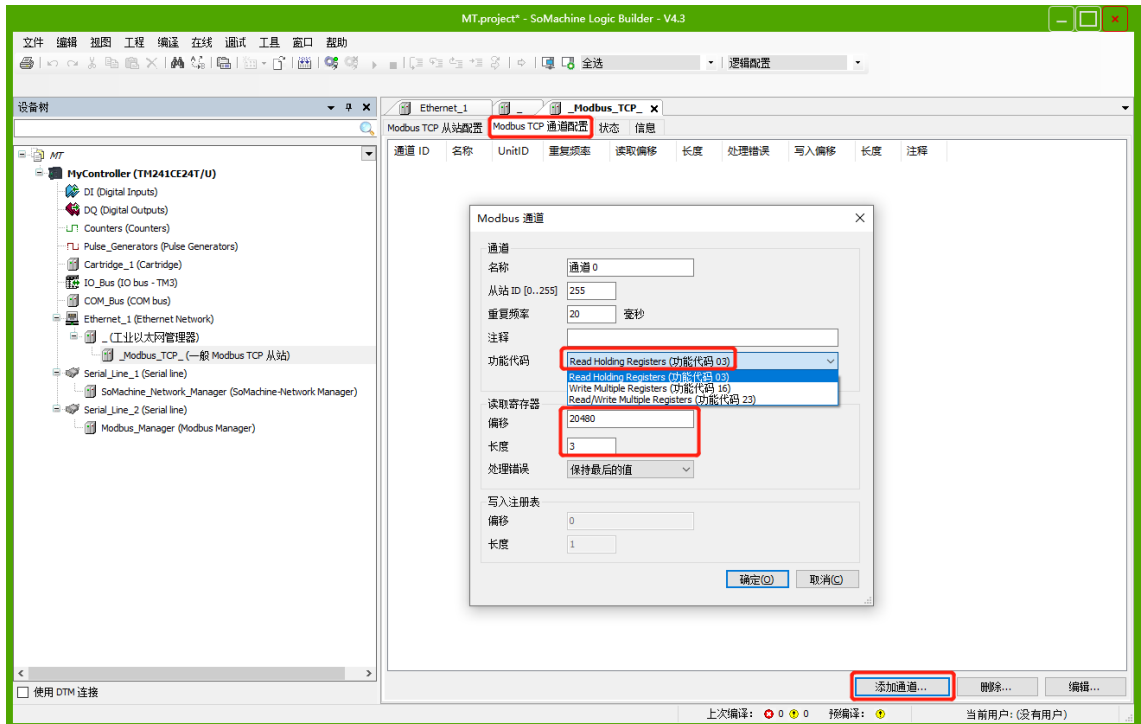 MT.project* - SoMachine Logic Builder - V4.3
文件 编辑 视图 工程 编译 在线 调试 工具 窗口 帮助
全选 逻辑配置
设备树
Ethernet_1 _ _Modbus_TCP_
Modbus TCP 从站配置 Modbus TCP 通道配置 状态 信息
通道 ID 名称 UnitID 重复频率 读取偏移 长度 处理错误 写入偏移 长度 注释
MT
MyController (TM241CE24T/U)
DI (Digital Inputs)
DQ (Digital Outputs)
Counters (Counters)
Pulse_Generators (Pulse Generators)
Cartridge_1 (Cartridge)
IO_Bus (IO bus - TM3)
COM_Bus (COM bus)
Ethernet_1 (Ethernet Network)
_ (工业以太网管理器)
_Modbus_TCP_ (一般 Modbus TCP 从站)
Serial_Line_1 (Serial line)
SoMachine_Network_Manager (SoMachine-Network Manager)
Serial_Line_2 (Serial line)
Modbus_Manager (Modbus Manager)
Modbus 通道
通道
名称 通道 0
从站 ID [0..255] 255
重复频率 20 毫秒
注释
功能代码 Read Holding Registers (功能代码 03)
Read Holding Registers (功能代码 03)
Write Multiple Registers (功能代码 16)
Read/Write Multiple Registers (功能代码 23)
读取寄存器
偏移 20480
长度 3
处理错误 保持最后的值
写入注册表
偏移 0
长度 1
确定(O) 取消(C)
添加通道... 删除... 编辑...
使用 DTM 连接
上次编译: 0 0 预编译: 当前用户: (没有用户)